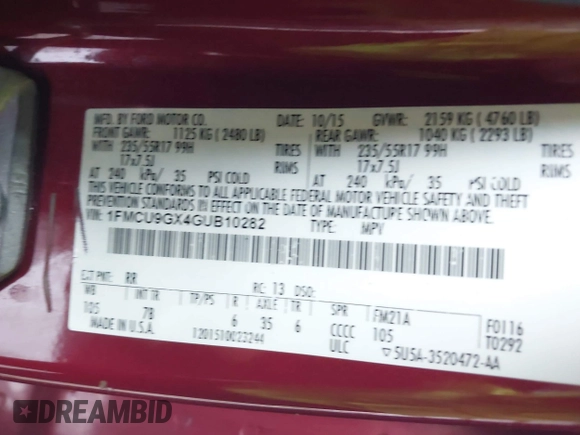 MFD. BY FORD MOTOR CO. DATE: 10/15 GVWR: 2159 KG ( 4760 LB)
FRONT GAWR: 1125 KG ( 2480 LB) REAR GAWR: 1040 KG ( 2293 LB)
WITH 235/55R17 99H TIRES WITH 235/55R17 99H TIRES
17x7.5J RIMS 17x7.5J RIMS
AT 240 kPa/ 35 PSI COLD AT 240 kPa/ 35 PSI COLD
THIS VEHICLE CONFORMS TO ALL APPLICABLE FEDERAL MOTOR VEHICLE SAFETY AND THEFT
PREVENTION STANDARDS IN EFFECT ON THE DATE OF MANUFACTURE SHOWN ABOVE.
VIN: 1FMCU9GX4GUB10282 TYPE: MPV
EXT PNT: RR RC: 13 DSO:
WB INT TR TP/PS R AXLE TR SPR FM21A F0116
105 7B 6 35 6 CCCC 105 T0292
MADE IN U.S.A. 1201510023244 ULC 5U5A-3520472-AA
DREAMBID